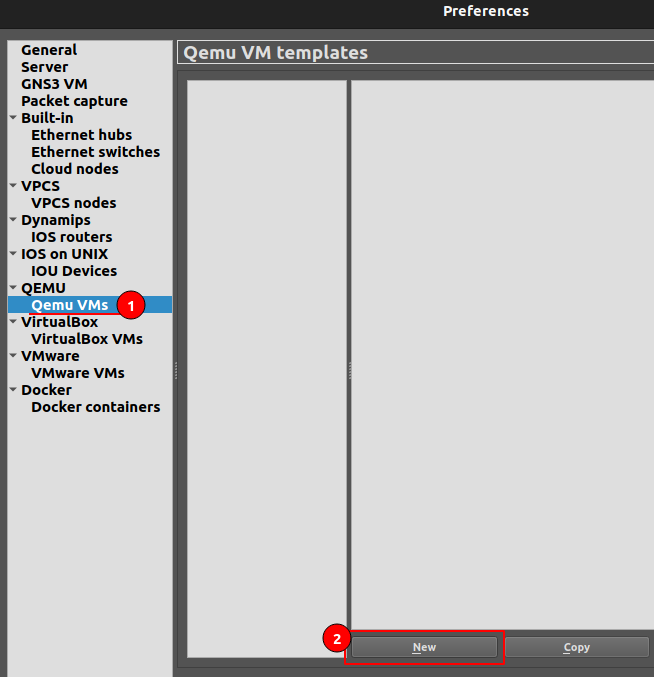 Preferences
General
Server
GNS3 VM
Packet capture
Built-in
Ethernet hubs
Ethernet switches
Cloud nodes
VPCS
VPCS nodes
Dynamips
IOS routers
IOS on UNIX
IOU Devices
QEMU
Qemu VMs 1
VirtualBox
VirtualBox VMs
VMware
VMware VMs
Docker
Docker containers
Qemu VM templates
2 New Copy